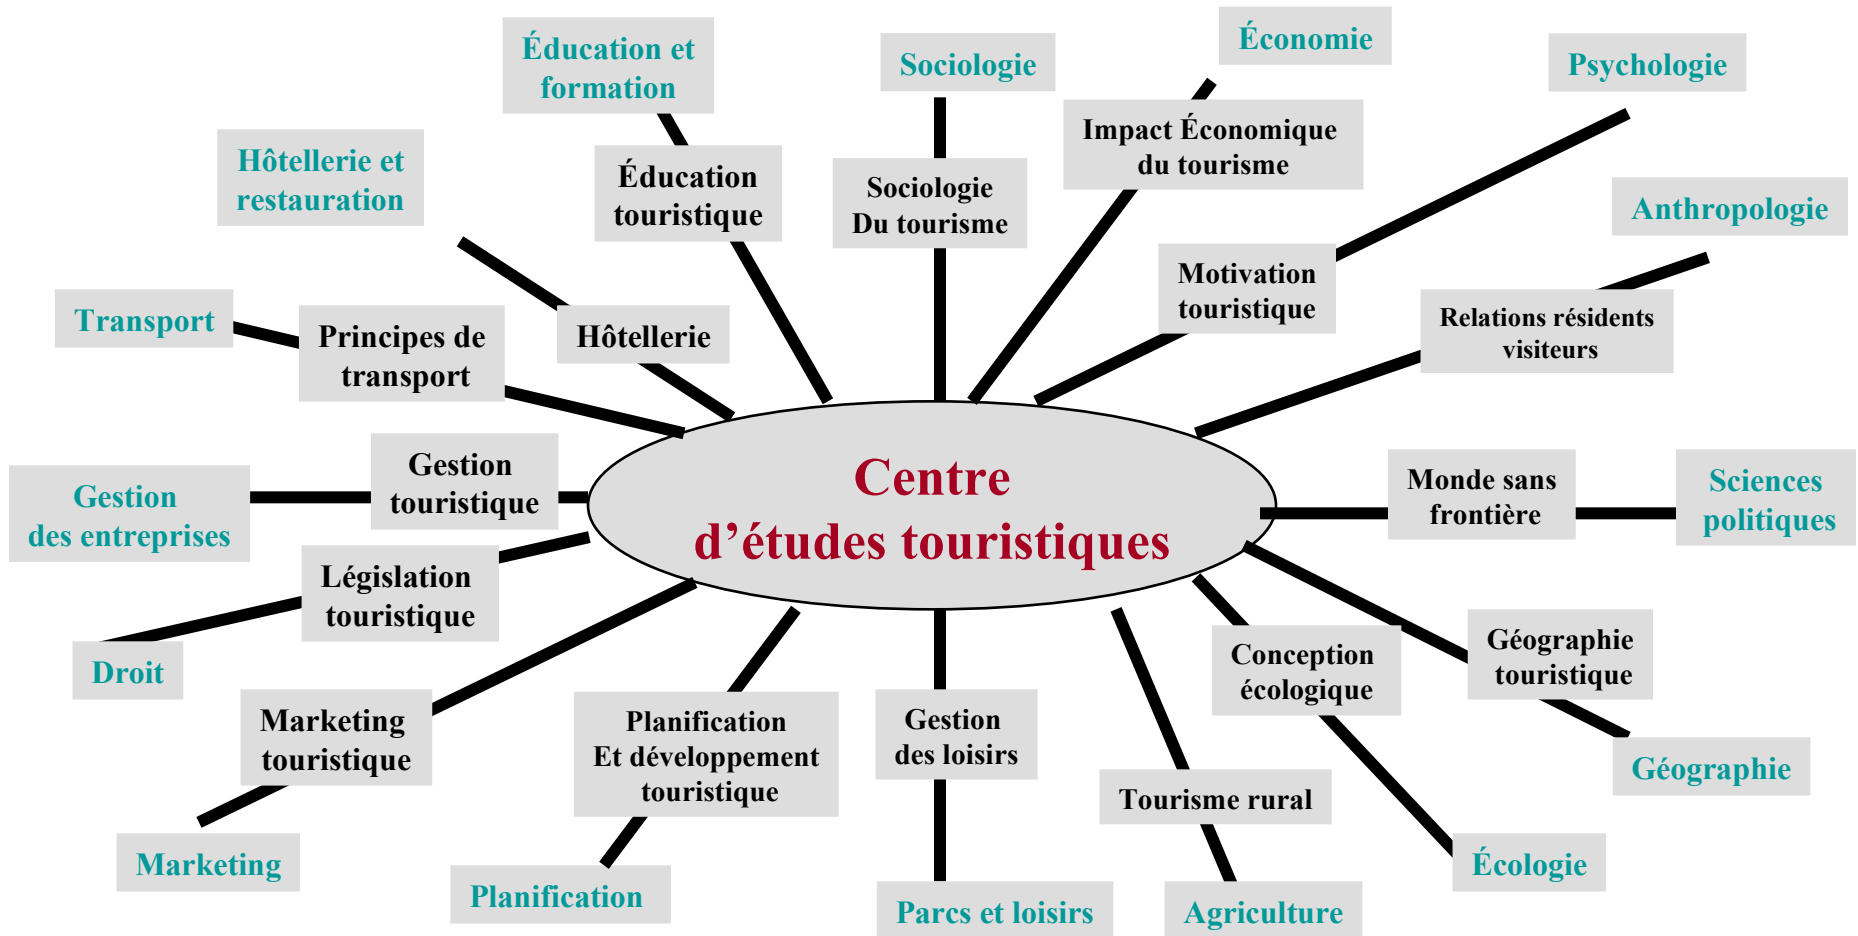 Éducation et
formation
Sociologie
Économie
Psychologie
Hôtellerie et
restauration
Éducation
touristique
Sociologie
Du tourisme
Impact Économique
du tourisme
Anthropologie
Motivation
touristique
Transport
Principes de
transport
Hôtellerie
Relations résidents
visiteurs
Gestion
des entreprises
Gestion
touristique
Centre
d’études touristiques
Monde sans
frontière
Sciences
politiques
Législation
touristique
Droit
Conception
écologique
Géographie
touristique
Marketing
touristique
Planification
Et développement
touristique
Gestion
des loisirs
Tourisme rural
Géographie
Marketing
Planification
Parcs et loisirs
Agriculture
Écologie